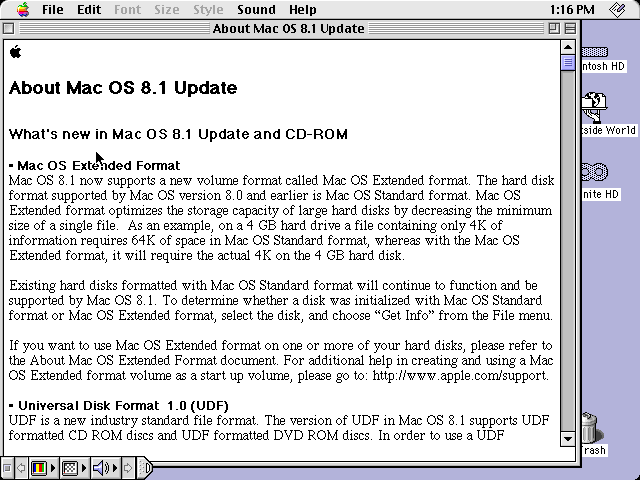 File Edit Font Size Style Sound Help 1:16 PM
About Mac OS 8.1 Update
About Mac OS 8.1 Update
What's new in Mac OS 8.1 Update and CD-ROM
• Mac OS Extended Format
Mac OS 8.1 now supports a new volume format called Mac OS Extended format. The hard disk
format supported by Mac OS version 8.0 and earlier is Mac OS Standard format. Mac OS
Extended format optimizes the storage capacity of large hard disks by decreasing the minimum
size of a single file.  As an example, on a 4 GB hard drive a file containing only 4K of
information requires 64K of space in Mac OS Standard format, whereas with the Mac OS
Extended format, it will require the actual 4K on the 4 GB hard disk.
Existing hard disks formatted with Mac OS Standard format will continue to function and be
supported by Mac OS 8.1. To determine whether a disk was initialized with Mac OS Standard
format or Mac OS Extended format, select the disk, and choose “Get Info” from the File menu.
If you want to use Mac OS Extended format on one or more of your hard disks, please refer to
the About Mac OS Extended Format document. For additional help in creating and using a Mac
OS Extended format volume as a start up volume, please go to: http://www.apple.com/support.
• Universal Disk Format  1.0 (UDF)
UDF is a new industry standard file format. The version of UDF in Mac OS 8.1 supports UDF
formatted CD ROM discs and UDF formatted DVD ROM discs. In order to use a UDF
ntosh HD
tside World
nite HD
rash